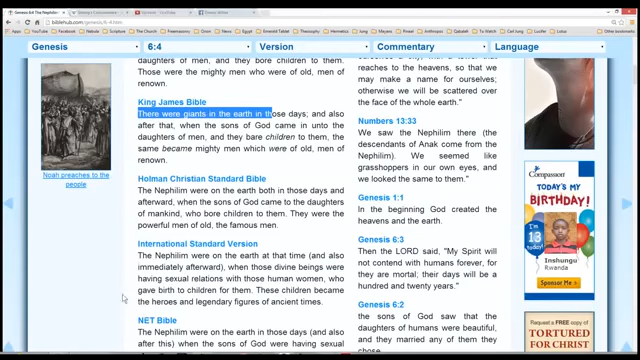 Genesis 6:4 The Nephilim
biblehub.com/genesis/6-4.htm
Genesis
6:4
Version
Commentary
Language
Noah preaches to the
people
daughters of men, and they bore children to them.
Those were the mighty men who were of old, men of
renown.
King James Bible
There were giants in the earth in those days; and also
after that, when the sons of God came in unto the
daughters of men, and they bare children to them, the
same became mighty men which were of old, men of
renown.
Holman Christian Standard Bible
The Nephilim were on the earth both in those days and
afterward, when the sons of God came to the daughters
of mankind, who bore children to them. They were the
powerful men of old, the famous men.
International Standard Version
The Nephilim were on the earth at that time (and also
immediately afterward), when those divine beings were
having sexual relations with those human women, who
gave birth to children for them. These children became
the heroes and legendary figures of ancient times.
NET Bible
The Nephilim were on the earth in those days (and also
after this) when the sons of God were having sexual
reaches to the heavens, so that we
may make a name for ourselves;
otherwise we will be scattered over
the face of the whole earth."
Numbers 13:33
We saw the Nephilim there (the
descendants of Anak come from the
Nephilim). We seemed like
grasshoppers in our own eyes, and
we looked the same to them."
Genesis 1:1
In the beginning God created the
heavens and the earth.
Genesis 6:3
Then the LORD said, "My Spirit will
not contend with humans forever, for
they are mortal; their days will be a
hundred and twenty years."
Genesis 6:2
the sons of God saw that the
daughters of humans were beautiful,
and they married any of them they
chose.
Compassion
TODAY'S MY
BIRTHDAY!
I'm
13
today!
Inshungu
Rwanda
Sponsor Me
Request a FREE copy of
TORTURED
FOR CHRIST